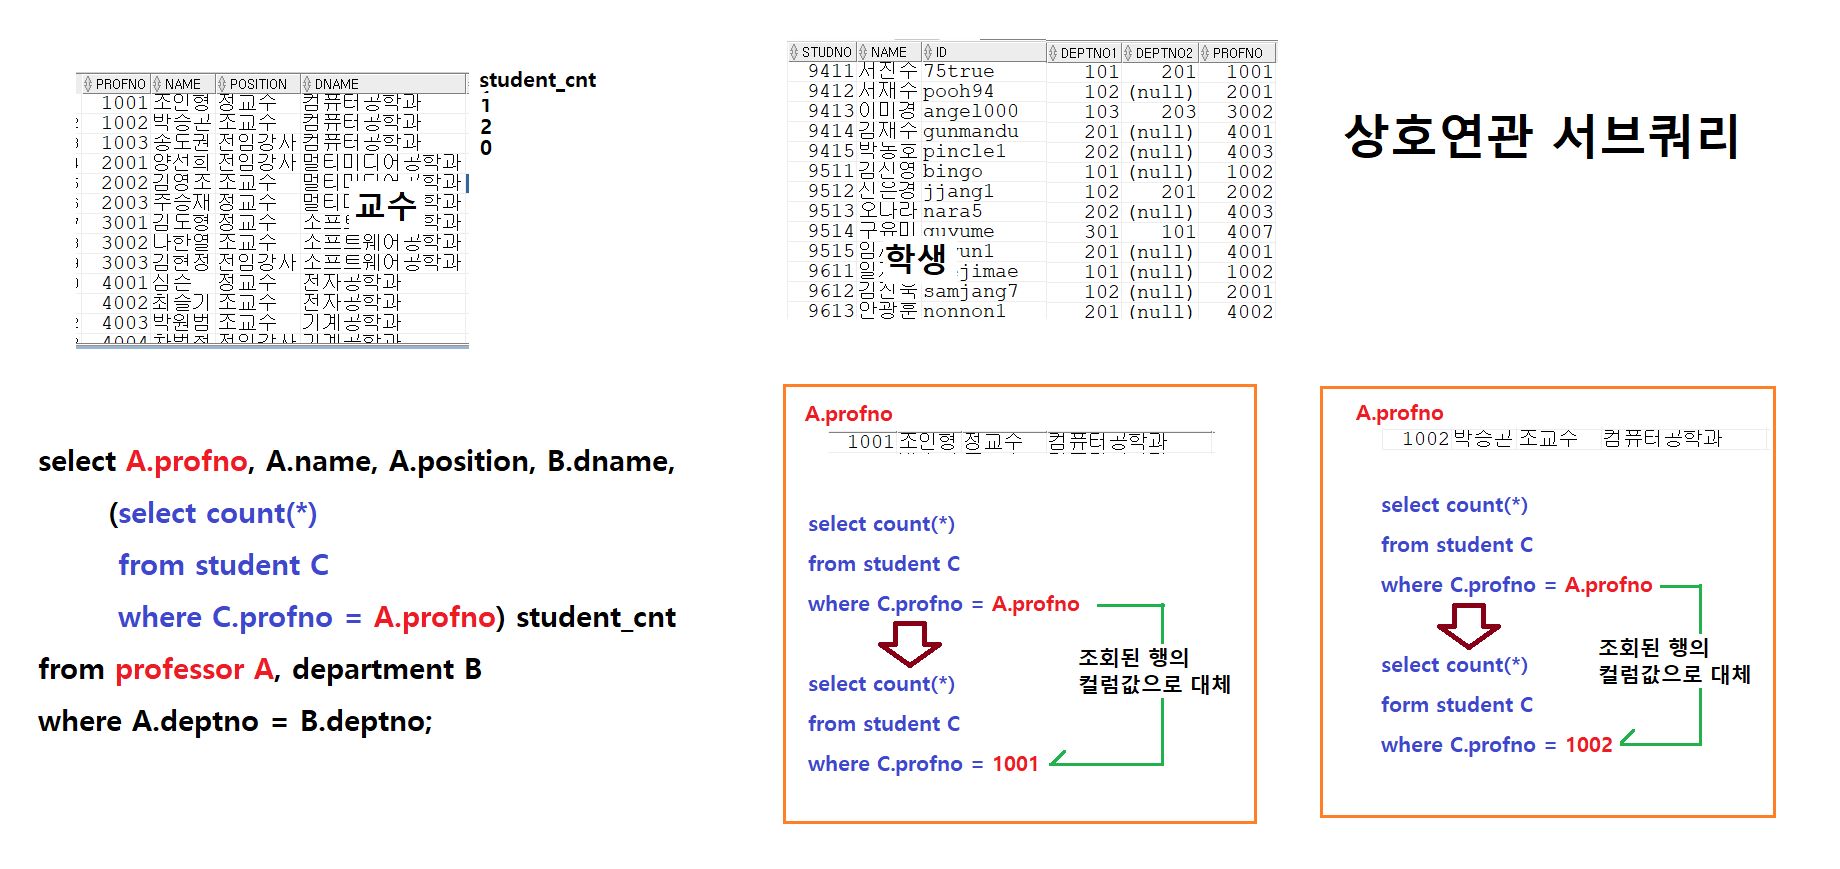 PROFNO NAME POSITION DNAME student_cnt
1001 조인형 정교수 컴퓨터공학과 1
1002 박승곤 조교수 컴퓨터공학과 2
1003 송도권 전임강사 컴퓨터공학과 0
2001 양선희 전임강사 멀티미디어공학과
2002 김영조 조교수 멀티 공학과
2003 주승재 정교수 멀티 학과
교수
3001 김도형 정교수 소프트 학과
3002 나한열 조교수 소프트웨어공학과
3003 김현정 전임강사 소프트웨어공학과
4001 심슨 정교수 전자공학과
4002 최슬기 조교수 전자공학과
4003 박원범 조교수 기계공학과
4004 차범철 전임강사 기계공학과
STUDNO NAME ID DEPTNO1 DEPTNO2 PROFNO
9411 서진수 75true 101 201 1001
9412 서재수 pooh94 102 (null) 2001
9413 이미경 angel000 103 203 3002
9414 김재수 gunmandu 201 (null) 4001
9415 박동호 pincle1 202 (null) 4003
9511 김신영 bingo 101 (null) 1002
9512 신은경 jjang1 102 201 2002
9513 오나라 nara5 202 (null) 4003
9514 구유미 guyume 301 101 4007
9515 임 un1 201 (null) 4001
학생
9611 일 jimae 101 (null) 1002
9612 김진욱 samjang7 102 (null) 2001
9613 안광훈 nonnon1 201 (null) 4002
상호연관 서브쿼리
select A.profno, A.name, A.position, B.dname,
(select count(*)
from student C
where C.profno = A.profno) student_cnt
from professor A, department B
where A.deptno = B.deptno;
A.profno
1001 조인형 정교수 컴퓨터공학과
select count(*)
from student C
where C.profno = A.profno
조회된 행의
컬럼값으로 대체
select count(*)
from student C
where C.profno = 1001
A.profno
1002 박승곤 조교수 컴퓨터공학과
select count(*)
from student C
where C.profno = A.profno
조회된 행의
컬럼값으로 대체
select count(*)
form student C
where C.profno = 1002